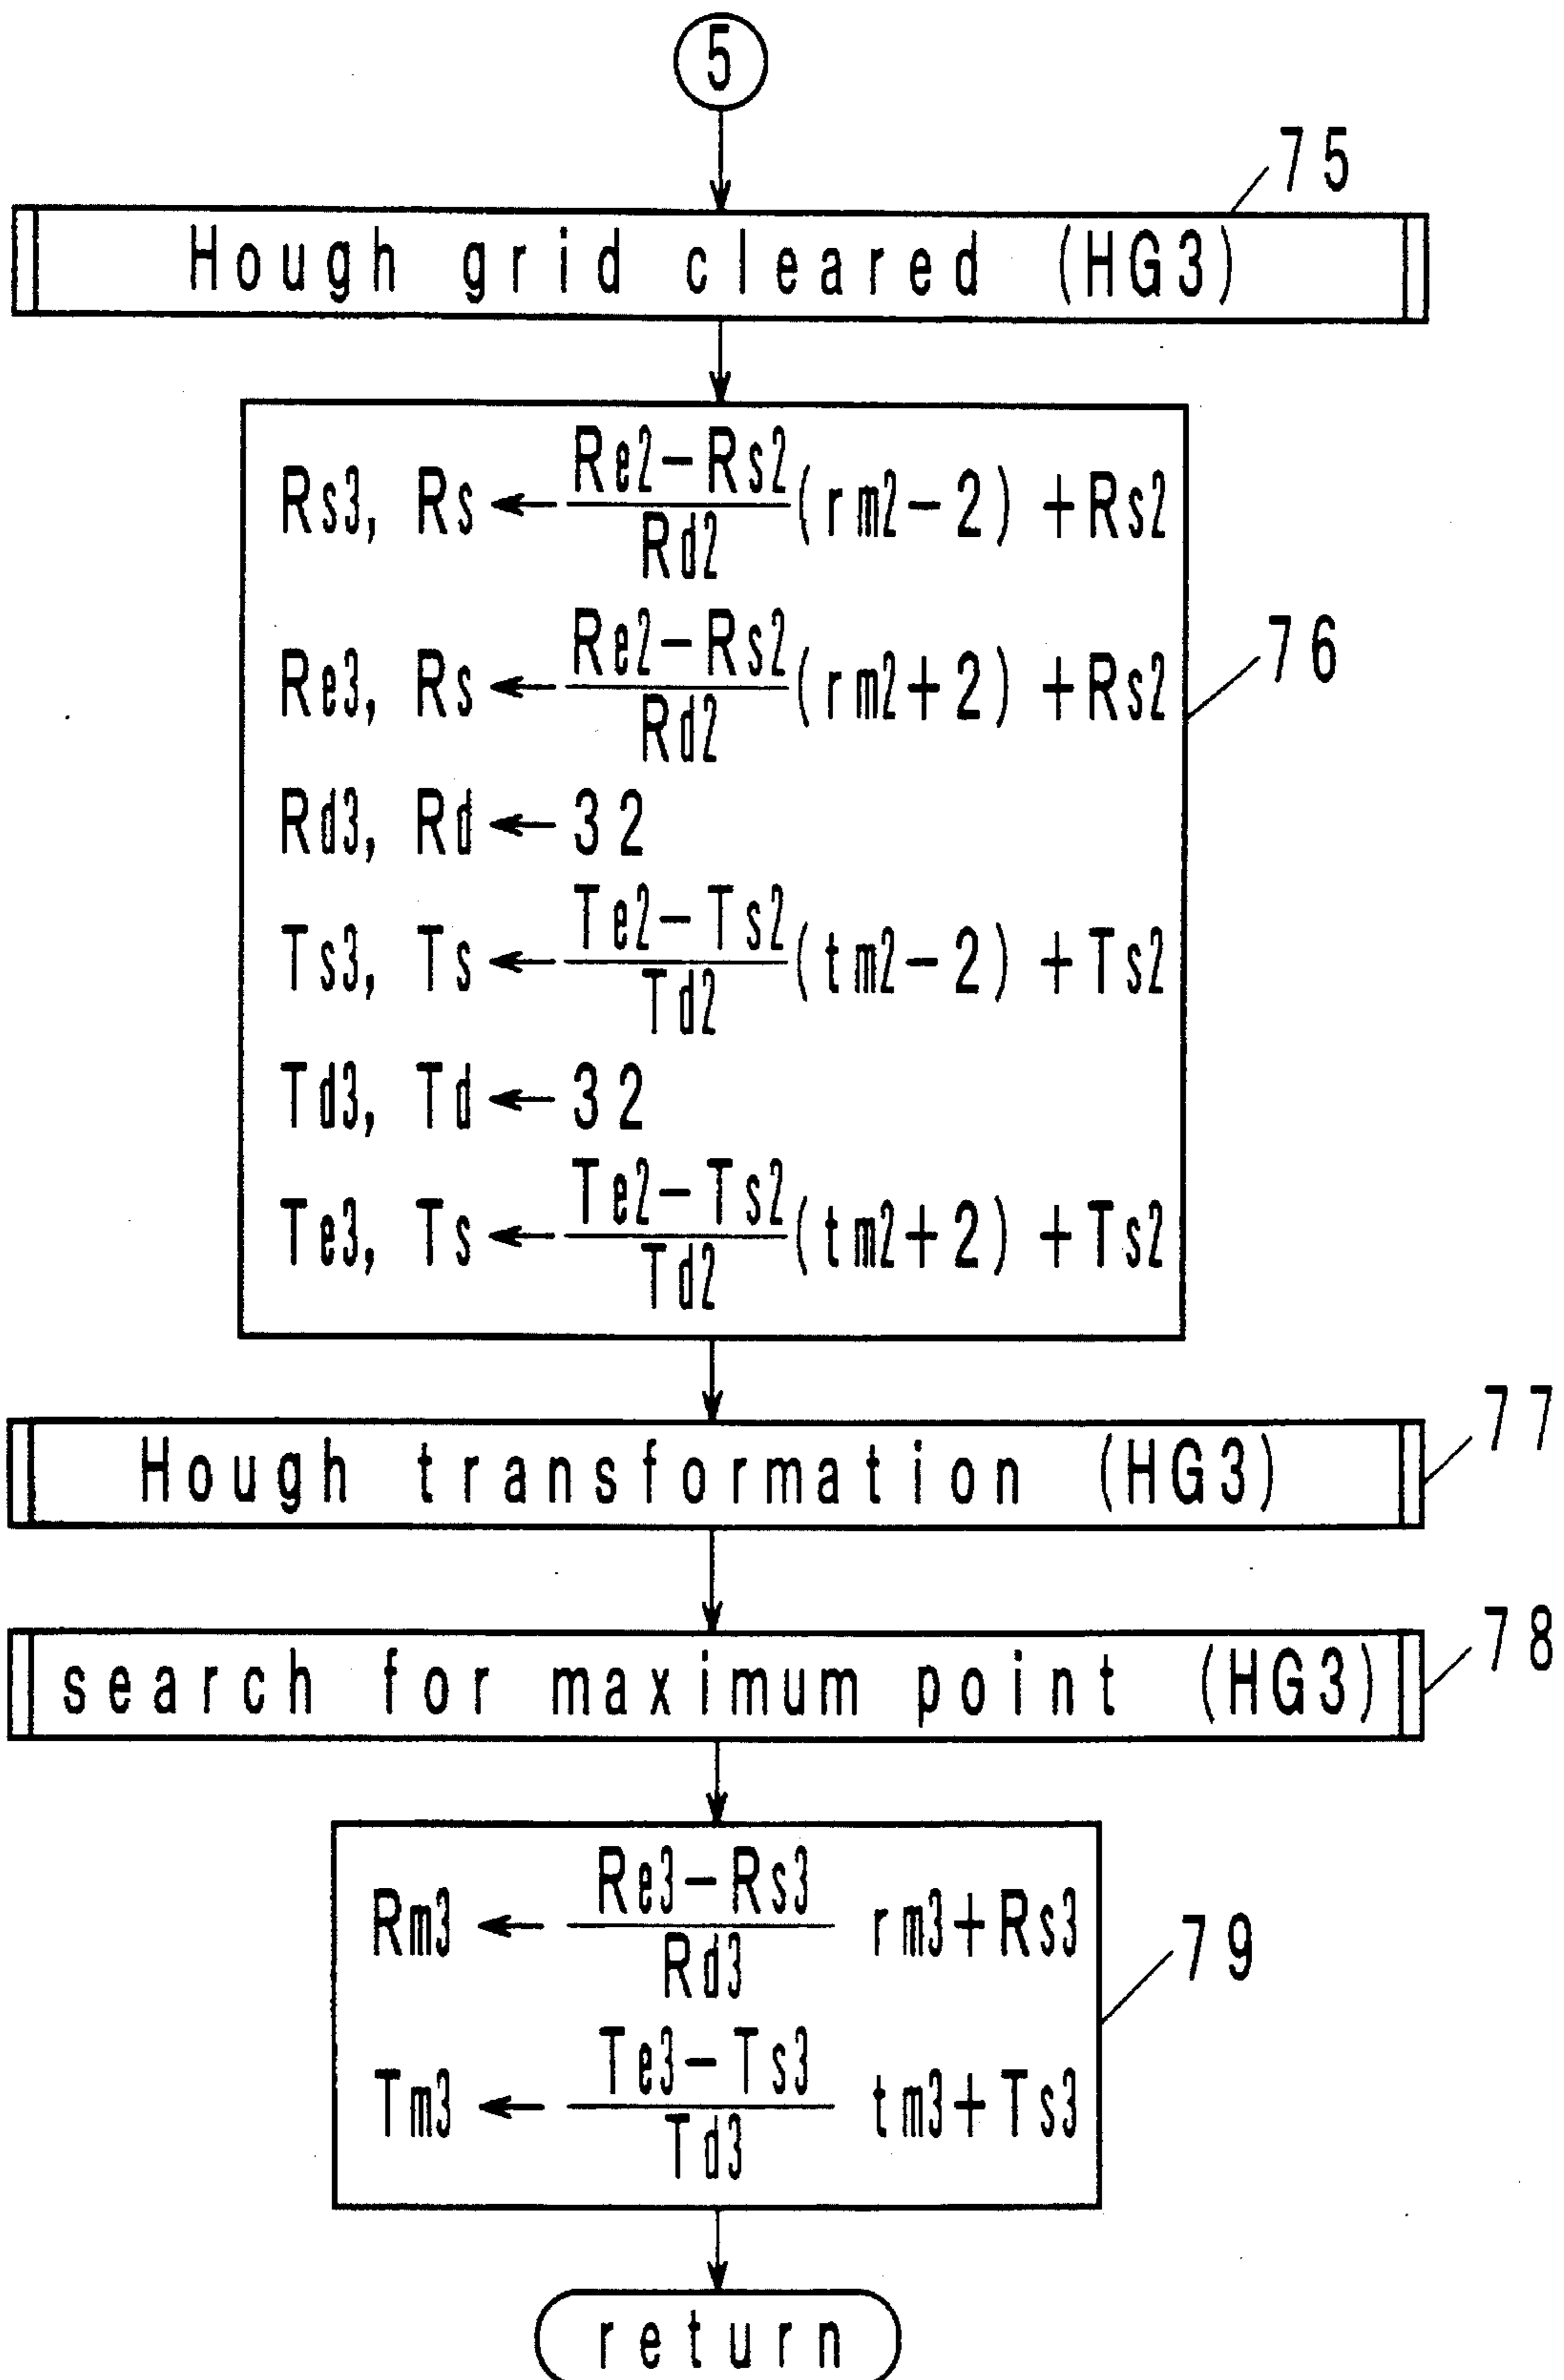 5
75
Hough grid cleared (HG3)
Rs3, Rs ← Re2-Rs2/Rd2 (rm2-2) +Rs2
Re3, Rs ← Re2-Rs2/Rd2 (rm2+2) +Rs2
76
Rd3, Rd ← 32
Ts3, Ts ← Te2-Ts2/Td2 (tm2-2) +Ts2
Td3, Td ← 32
Te3, Ts ← Te2-Ts2/Td2 (tm2+2) +Ts2
77
Hough transformation (HG3)
78
search for maximum point (HG3)
Rm3 ← Re3-Rs3/Rd3 rm3+Rs3
79
Tm3 ← Te3-Ts3/Td3 tm3+Ts3
return